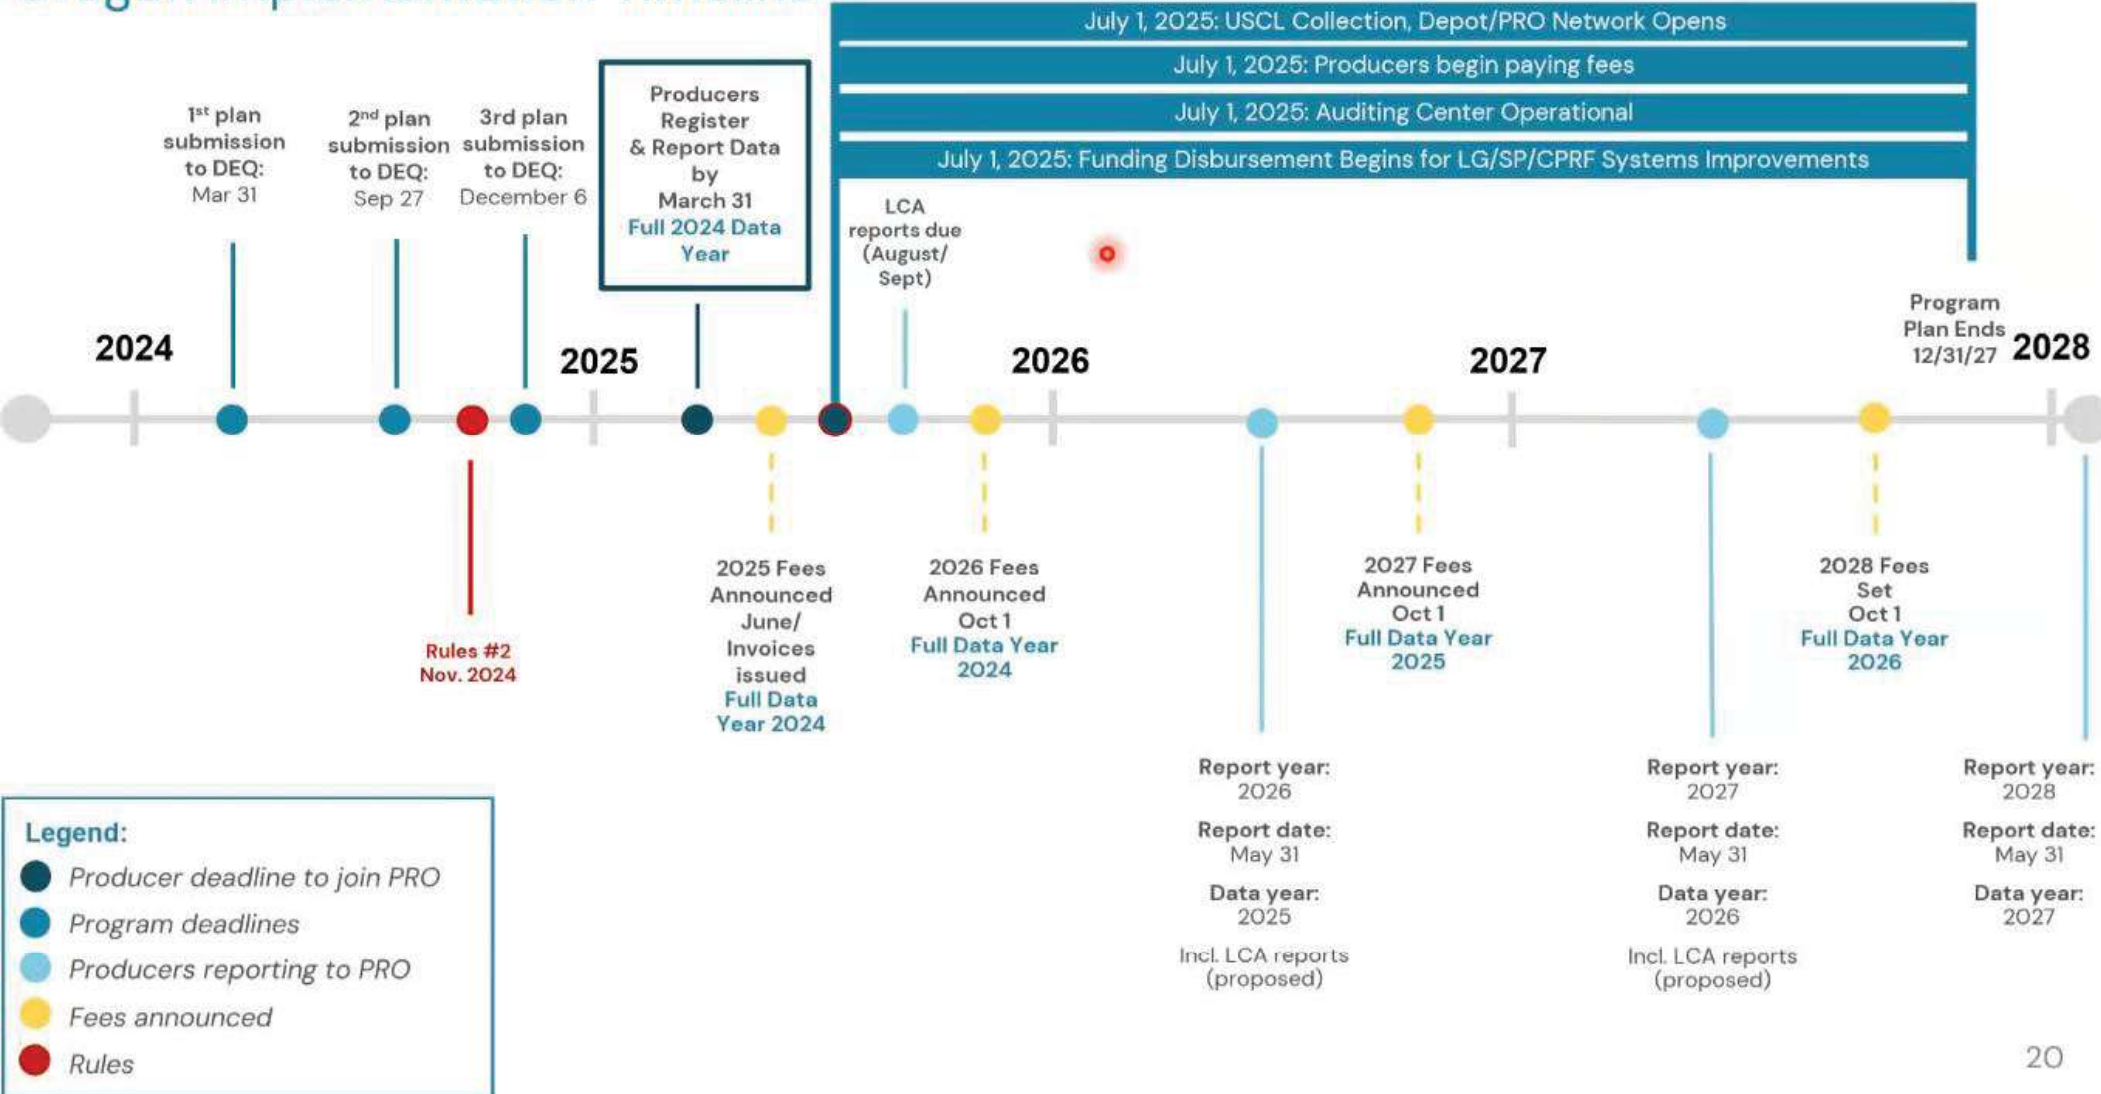 July 1, 2025: USCL Collection, Depot/PRO Network Opens
July 1, 2025: Producers begin paying fees
July 1, 2025: Auditing Center Operational
July 1, 2025: Funding Disbursement Begins for LG/SP/CPRF Systems Improvements
1st plan
submission
to DEQ:
Mar 31
2nd plan
submission
to DEQ:
Sep 27
3rd plan
submission
to DEQ:
December 6
Producers
Register
& Report Data
by
March 31
Full 2024 Data
Year
LCA
reports due
(August/
Sept)
Program
Plan Ends
12/31/27
2024
2025
2026
2027
2028
Rules #2
Nov. 2024
2025 Fees
Announced
June/
Invoices
issued
Full Data
Year 2024
2026 Fees
Announced
Oct 1
Full Data Year
2024
2027 Fees
Announced
Oct 1
Full Data Year
2025
2028 Fees
Set
Oct 1
Full Data Year
2026
Report year:
2026
Report date:
May 31
Data year:
2025
Incl. LCA reports
(proposed)
Report year:
2027
Report date:
May 31
Data year:
2026
Incl. LCA reports
(proposed)
Report year:
2028
Report date:
May 31
Data year:
2027
Legend:
Producer deadline to join PRO
Program deadlines
Producers reporting to PRO
Fees announced
Rules
20